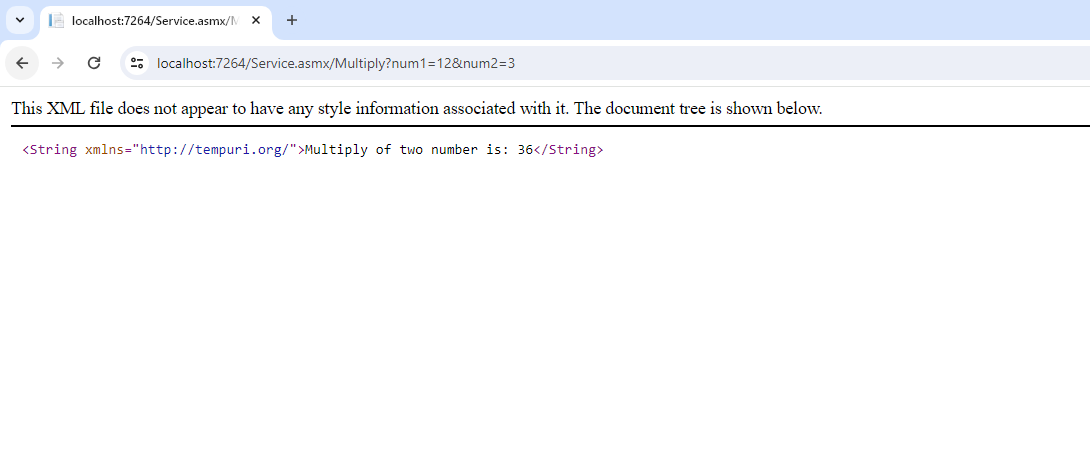 localhost:7264/Service.asmx/M
localhost:7264/Service.asmx/Multiply?num1=12&num2=3
This XML file does not appear to have any style information associated with it. The document tree is shown below.
<String xmlns="http://tempuri.org/">Multiply of two number is: 36</String>